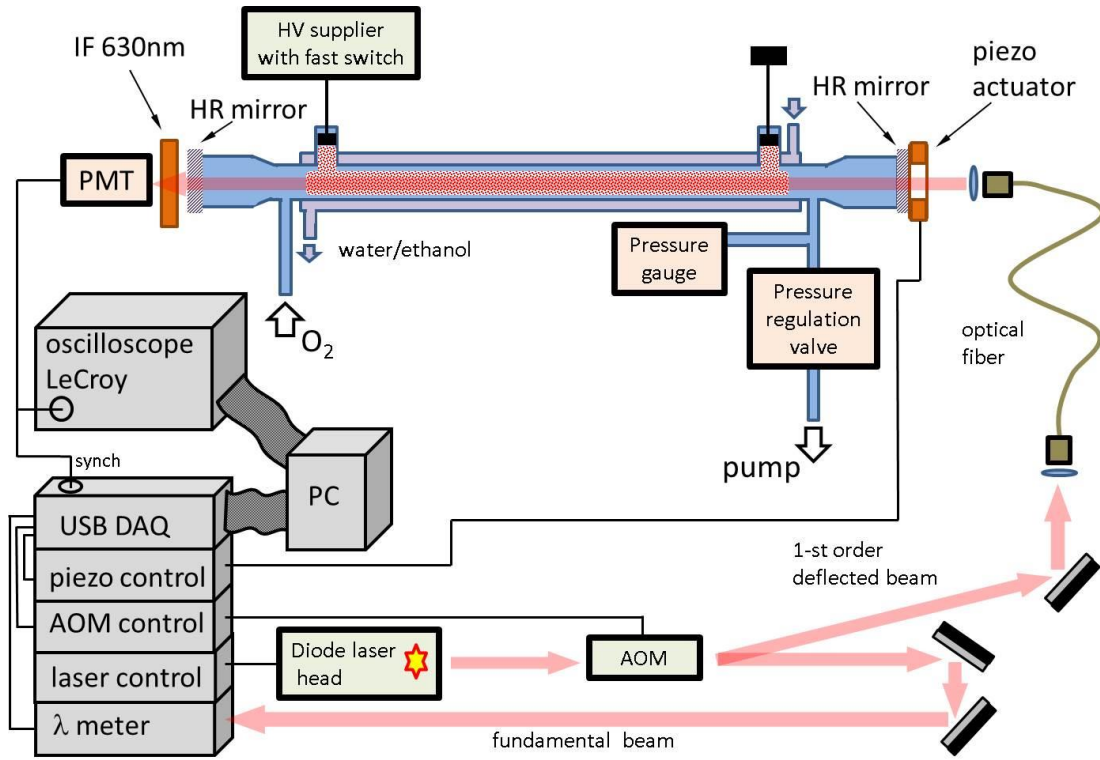 HV supplier
with fast switch
IF 630nm
HR mirror
HR mirror
piezo
actuator
PMT
water/ethanol
O₂
Pressure
gauge
Pressure
regulation
valve
pump
optical
fiber
oscilloscope
LeCroy
synch
PC
USB DAQ
piezo control
AOM control
laser control
λ meter
Diode laser
head
AOM
1-st order
deflected beam
fundamental beam